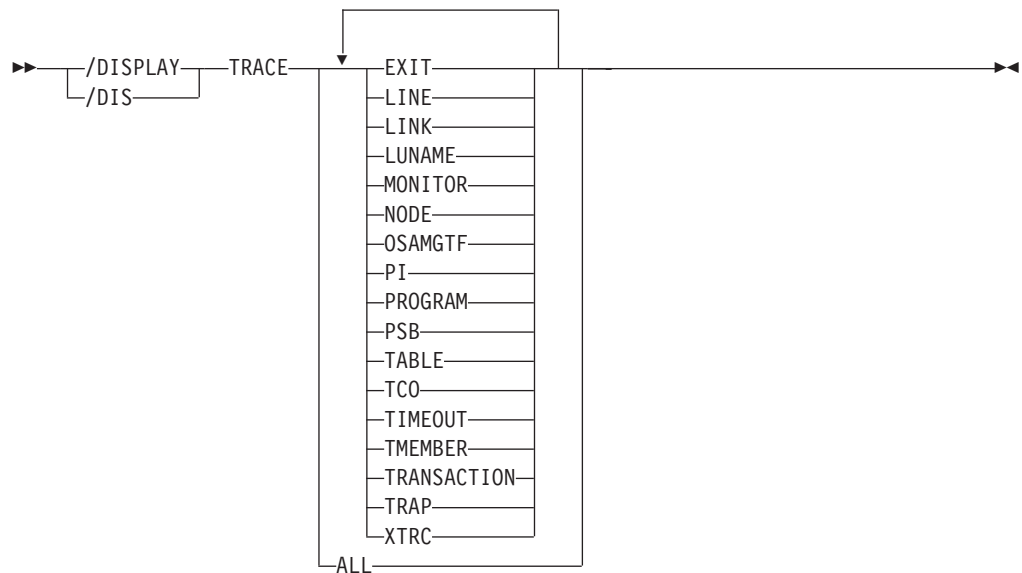 /DISPLAY TRACE EXIT
/DIS LINE
LINK
LUNAME
MONITOR
NODE
OSAMGTF
PI
PROGRAM
PSB
TABLE
TCO
TIMEOUT
TMEMBER
TRANSACTION
TRAP
XTRC
ALL